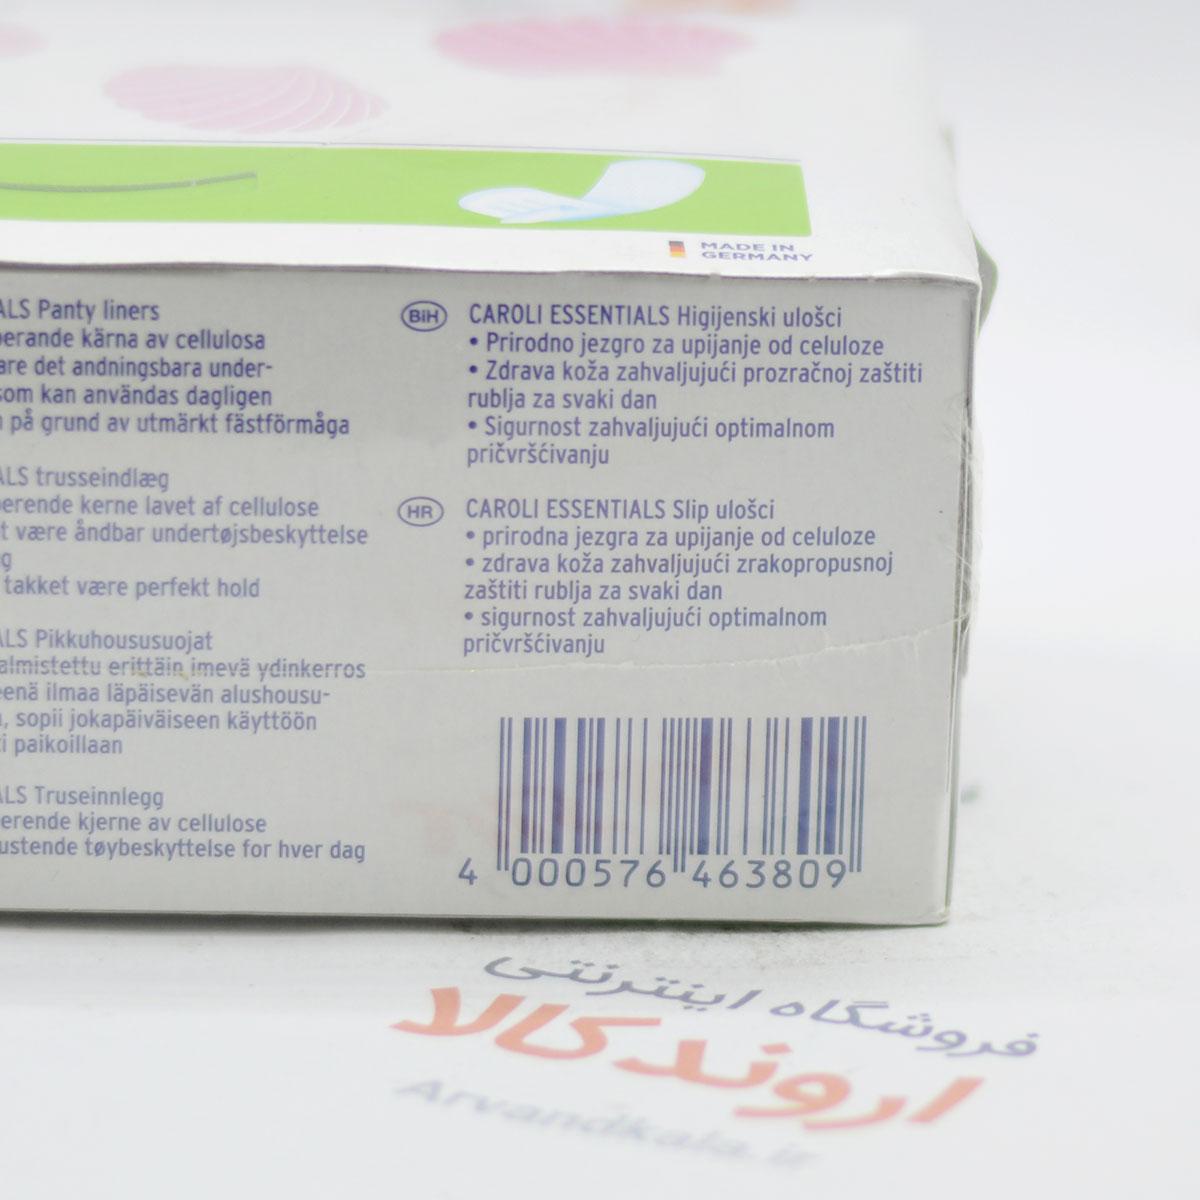 MADE IN
GERMANY
ALS Panty liners
erande kärna av cellulosa
are det andningsbara under-
som kan användas dagligen
på grund av utmärkt fästförmåga
ALS trusseindlæg
erende kerne lavet af cellulose
t være åndbar undertøjsbeskyttelse
g
takket være perfekt hold
ALS Pikkuhousunsuojat
almistettu erittäin imevä ydinkerros
eenä ilmaa läpäisevän alushousu-
, sopii jokapäiväiseen käyttöön
i paikoillaan
ALS Truseinnlegg
erende kjerne av cellulose
ustende tøybeskyttelse for hver dag
BiH CAROLI ESSENTIALS Higijenski ulošci
• Prirodno jezgro za upijanje od celuloze
• Zdrava koža zahvaljujući prozračnoj zaštiti
rublja za svaki dan
• Sigurnost zahvaljujući optimalnom
pričvršćivanju
HR CAROLI ESSENTIALS Slip ulošci
• prirodna jezgra za upijanje od celuloze
• zdrava koža zahvaljujući zrakopropusnoj
zaštiti rublja za svaki dan
• sigurnost zahvaljujući optimalnom
pričvršćivanju
4 000576 463809
فروشگاه اینترنتی
اروند کالا
Arvandkala.ir